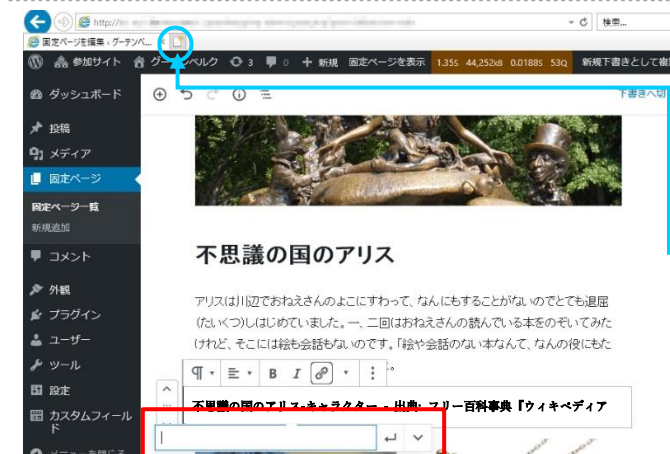 http://
検索...
固定ページを編集 ‹ グーテンベ...
参加サイト グーテンベルク 3 0 + 新規 固定ページを表示 1.35S 44,252KB 0.0188S 53Q 新規下書きとして複
ダッシュボード
下書きへ切
投稿
メディア
固定ページ
固定ページ一覧
新規追加
コメント
外観
プラグイン
ユーザー
ツール
設定
カスタムフィール
ド
メニューを閉じる
不思議の国のアリス
アリスは川辺でおねえさんのよこにすわって、なんにもすることがないのでとても退屈
(たいくつ)しはじめていました。一、二回はおねえさんの読んでいる本をのぞいてみた
けれど、そこには絵も会話もないのです。「絵や会話のない本なんて、なんの役にもた
B I
不思議の国のアリス-キャラクター - 出典: フリー百科事典『ウィキペディア